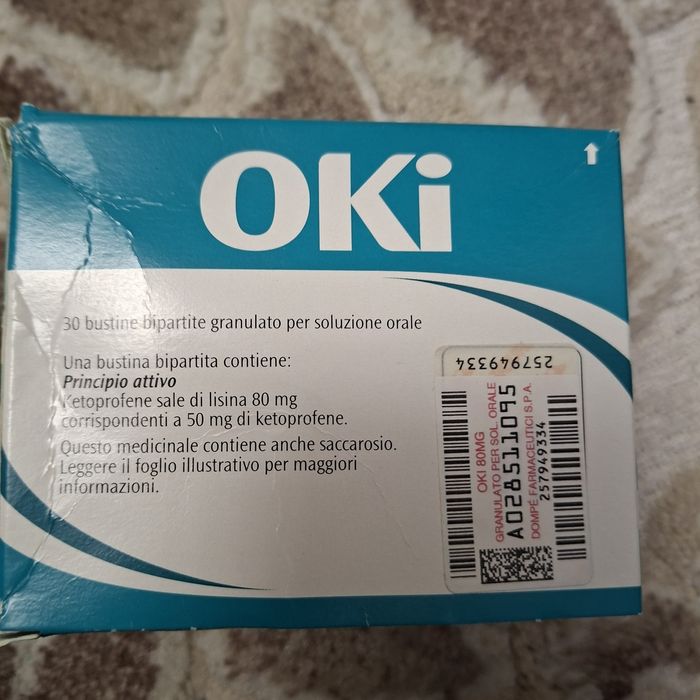 OKi
30 bustine bipartite granulato per soluzione orale
Una bustina bipartita contiene:
Principio attivo
Ketoprofene sale di lisina 80 mg
corrispondenti a 50 mg di ketoprofene.
Questo medicinale contiene anche saccarosio.
Leggere il foglio illustrativo per maggiori
informazioni.
257949334
OKI 80MG
GRANULATO PER SOL. ORALE
A028511095
DOMPÉ FARMACEUTICI S.P.A.
257949334